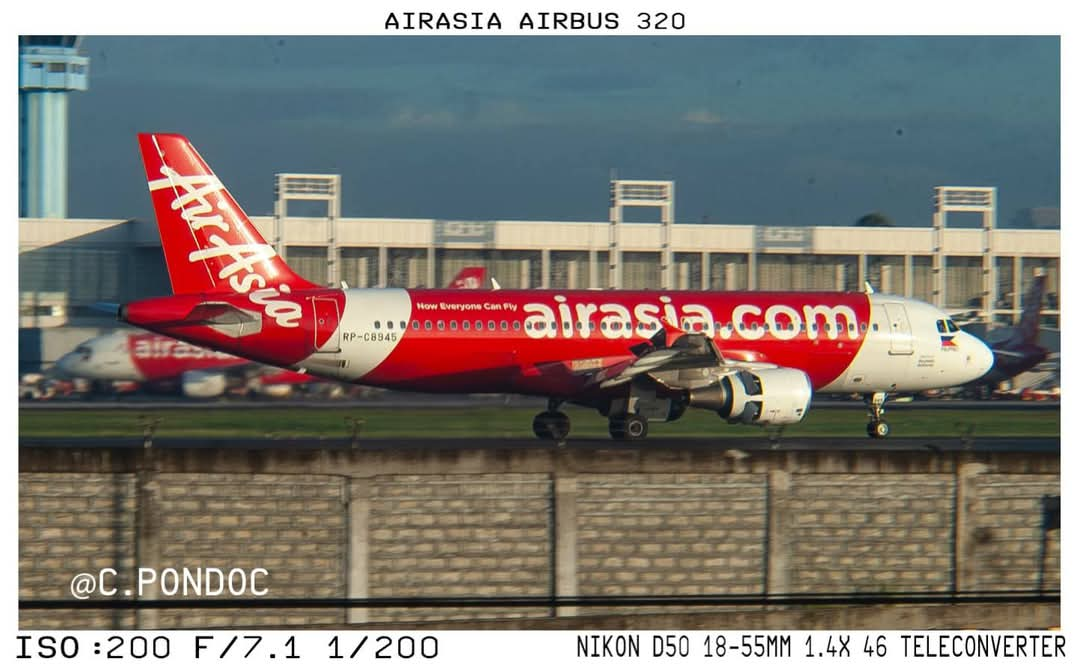 AIRASIA AIRBUS 320
AirAsia
Now Everyone Can Fly
airasia.com
RP-C8945
airasia
@C.PONDOC
ISO :200 F/7.1 1/200
NIKON D50 18-55MM 1.4X 46 TELECONVERTER